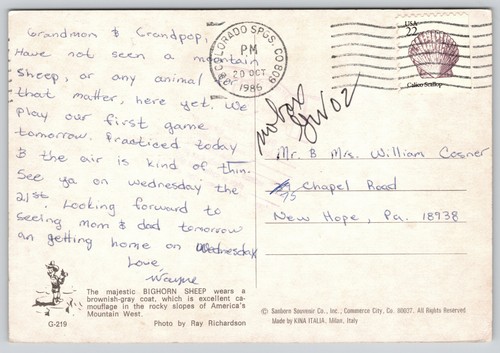 Grandmom & Grandpop,
Have not seen a mountain
sheep, or any animal for
that matter, here yet. We
play our first game
tomorrow. Practiced today
& the air is kind of thin.
See ya on wednesday the
21st. Looking forward to
seeing mom & dad tomorrow
an getting home on wednesday
Love,
Wayne
The majestic BIGHORN SHEEP wears a
brownish-gray coat, which is excellent ca-
mouflage in the rocky slopes of America's
Mountain West.
G-219
Photo by Ray Richardson
COLORADO SPGS, CO 809
PM
20 OCT
1986
USA
22
Calico Scallop
no box
Mr. & Mrs. William Cosner
75 Chapel Road
New Hope, Pa. 18938
© Sanborn Souvenir Co., Inc., Commerce City, Co. 80037. All Rights Reserved
Made by KINA ITALIA, Milan, Italy